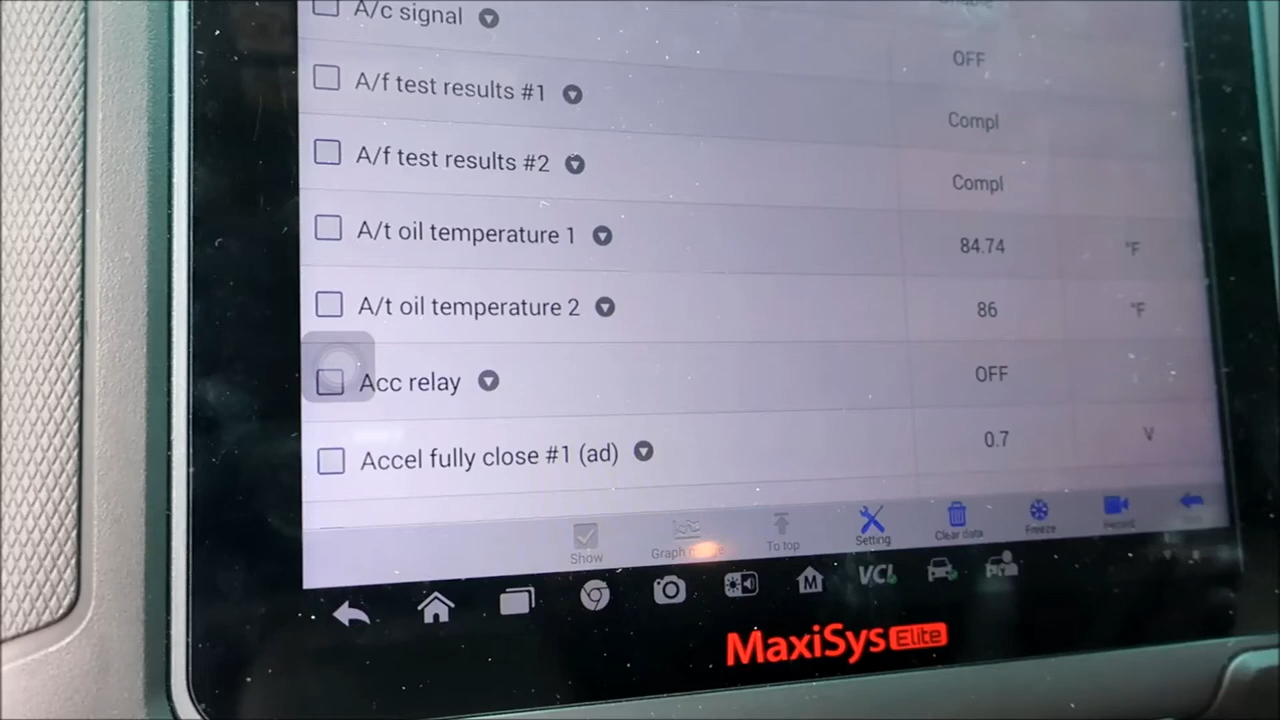 A/c signal
OFF
A/f test results #1
Compl
A/f test results #2
Compl
A/t oil temperature 1
84.74 °F
A/t oil temperature 2
86 °F
Acc relay
OFF
Accel fully close #1 (ad)
0.7 V
Show
Graph
To top
Setting
Clear data
Freeze
Record
M
VCI
MaxiSys Elite